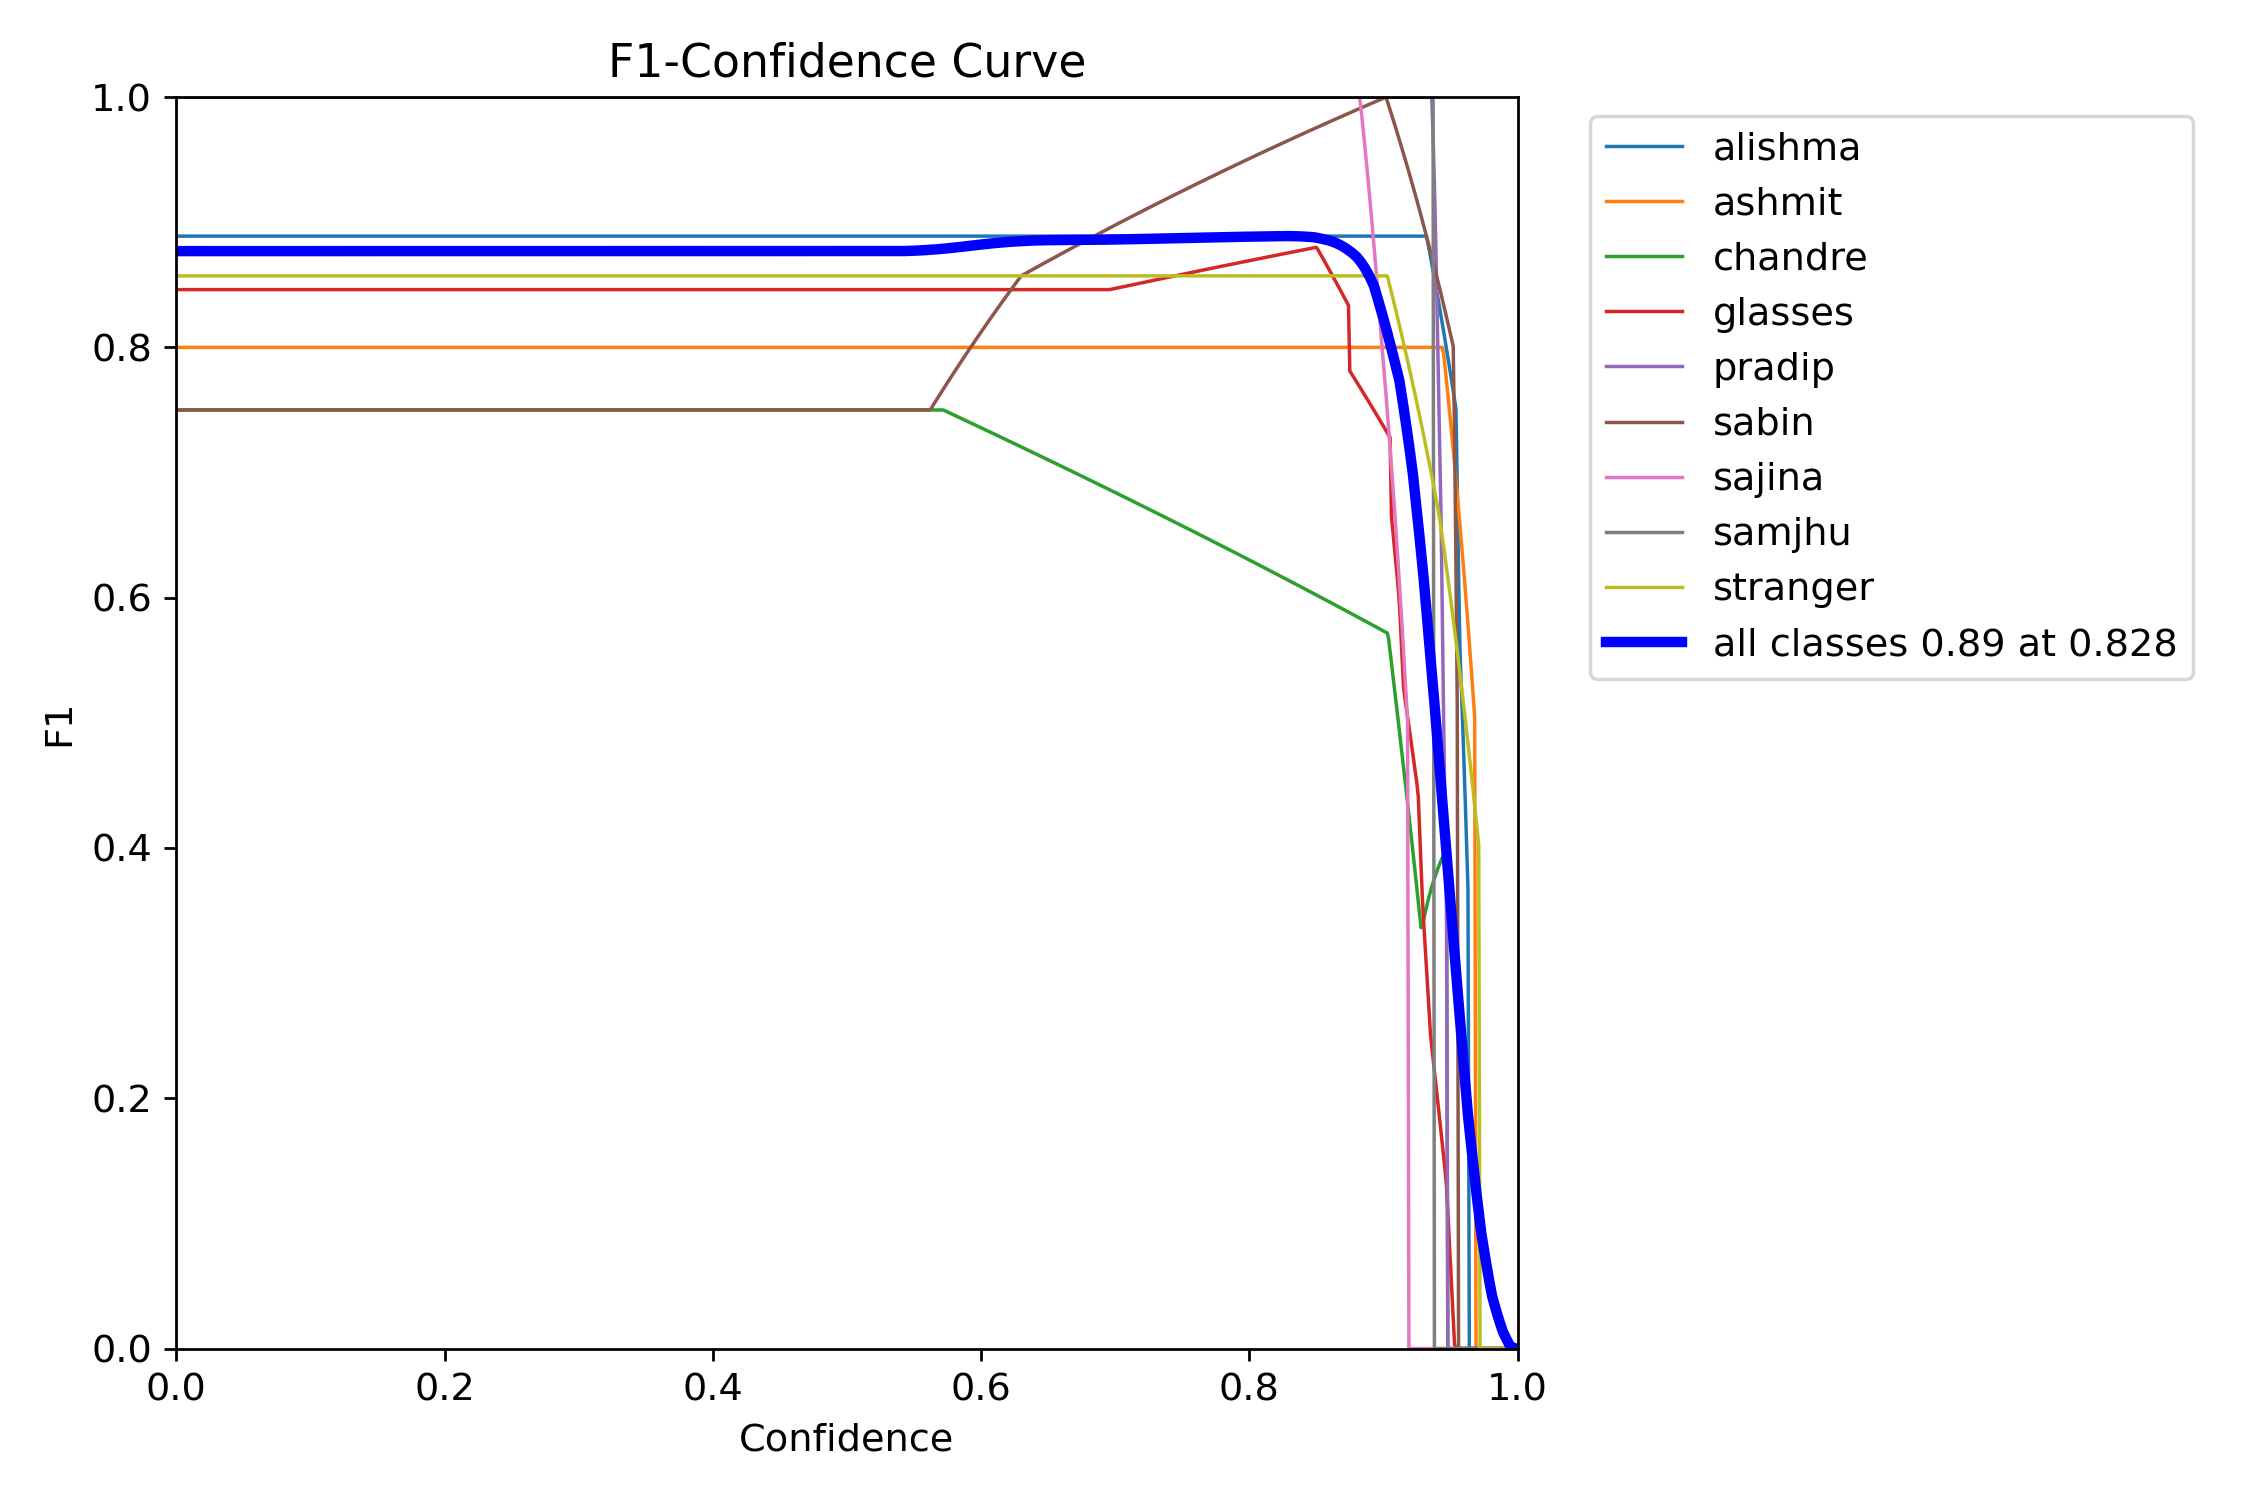 F1-Confidence Curve
1.0
0.8
0.6
0.4
0.2
0.0
F1
0.0 0.2 0.4 0.6 0.8 1.0
Confidence
alishma
ashmit
chandre
glasses
pradip
sabin
sajina
samjhu
stranger
all classes 0.89 at 0.828